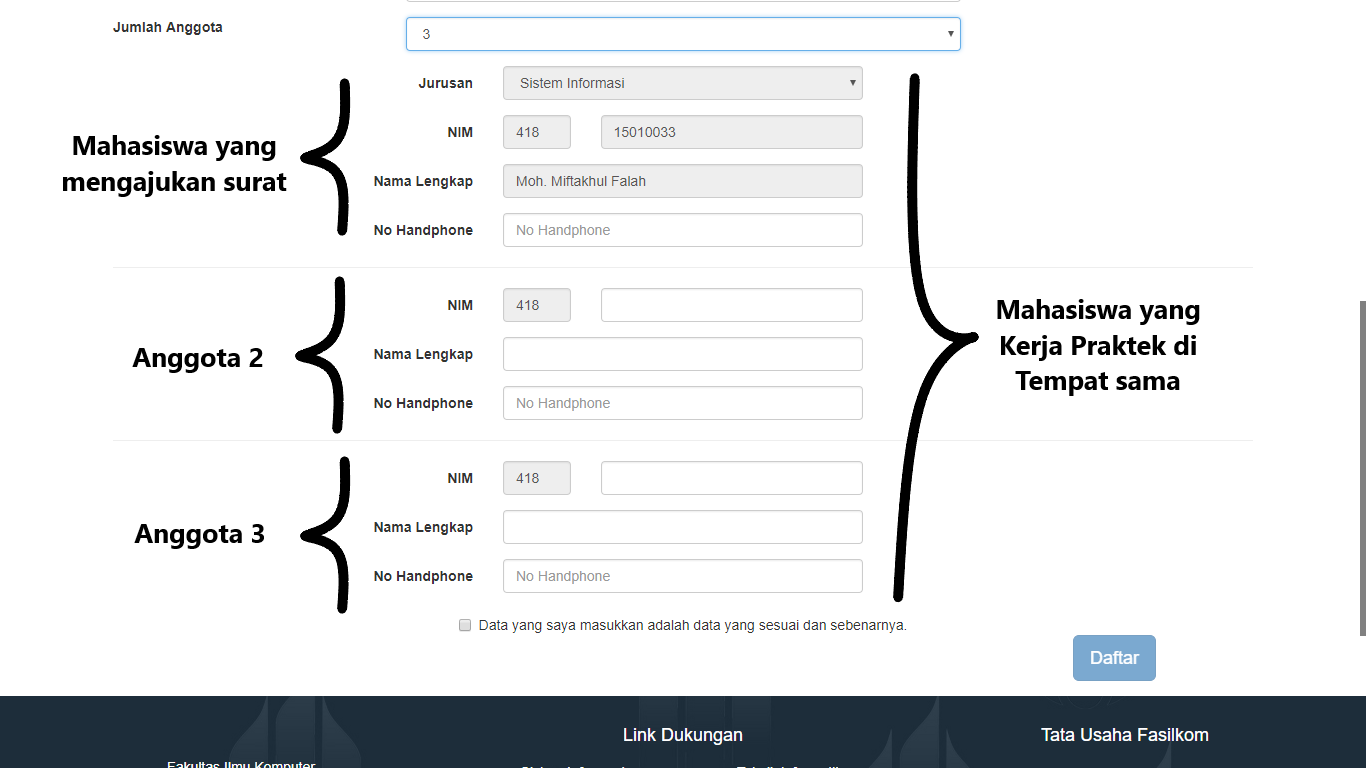 Jumlah Anggota
3
Jurusan
Sistem Informasi
NIM
418
15010033
Mahasiswa yang
mengajukan surat
Nama Lengkap
Moh. Miftakhul Falah
No Handphone
No Handphone
NIM
418
Anggota 2
Nama Lengkap
No Handphone
No Handphone
Mahasiswa yang
Kerja Praktek di
Tempat sama
NIM
418
Anggota 3
Nama Lengkap
No Handphone
No Handphone
Data yang saya masukkan adalah data yang sesuai dan sebenarnya.
Daftar
Link Dukungan
Tata Usaha Fasilkom
Fakultas Ilmu Komputer